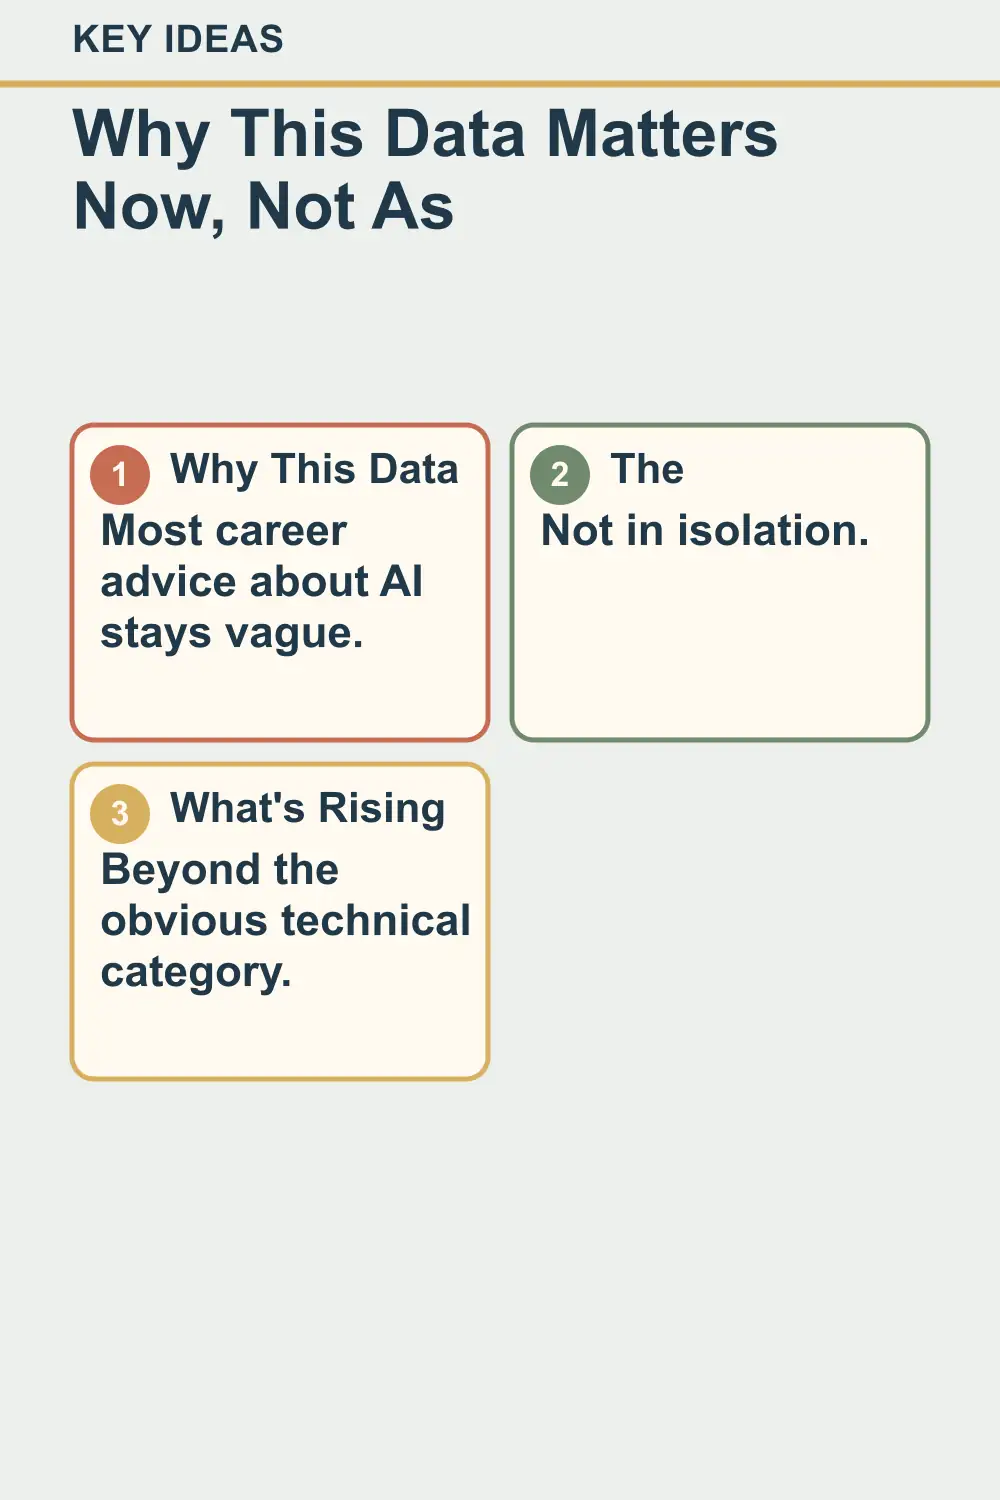 KEY IDEAS
Why This Data Matters
Now, Not As
1 Why This Data
Most career
advice about AI
stays vague.
2 The
Not in isolation.
3 What's Rising
Beyond the
obvious technical
category.